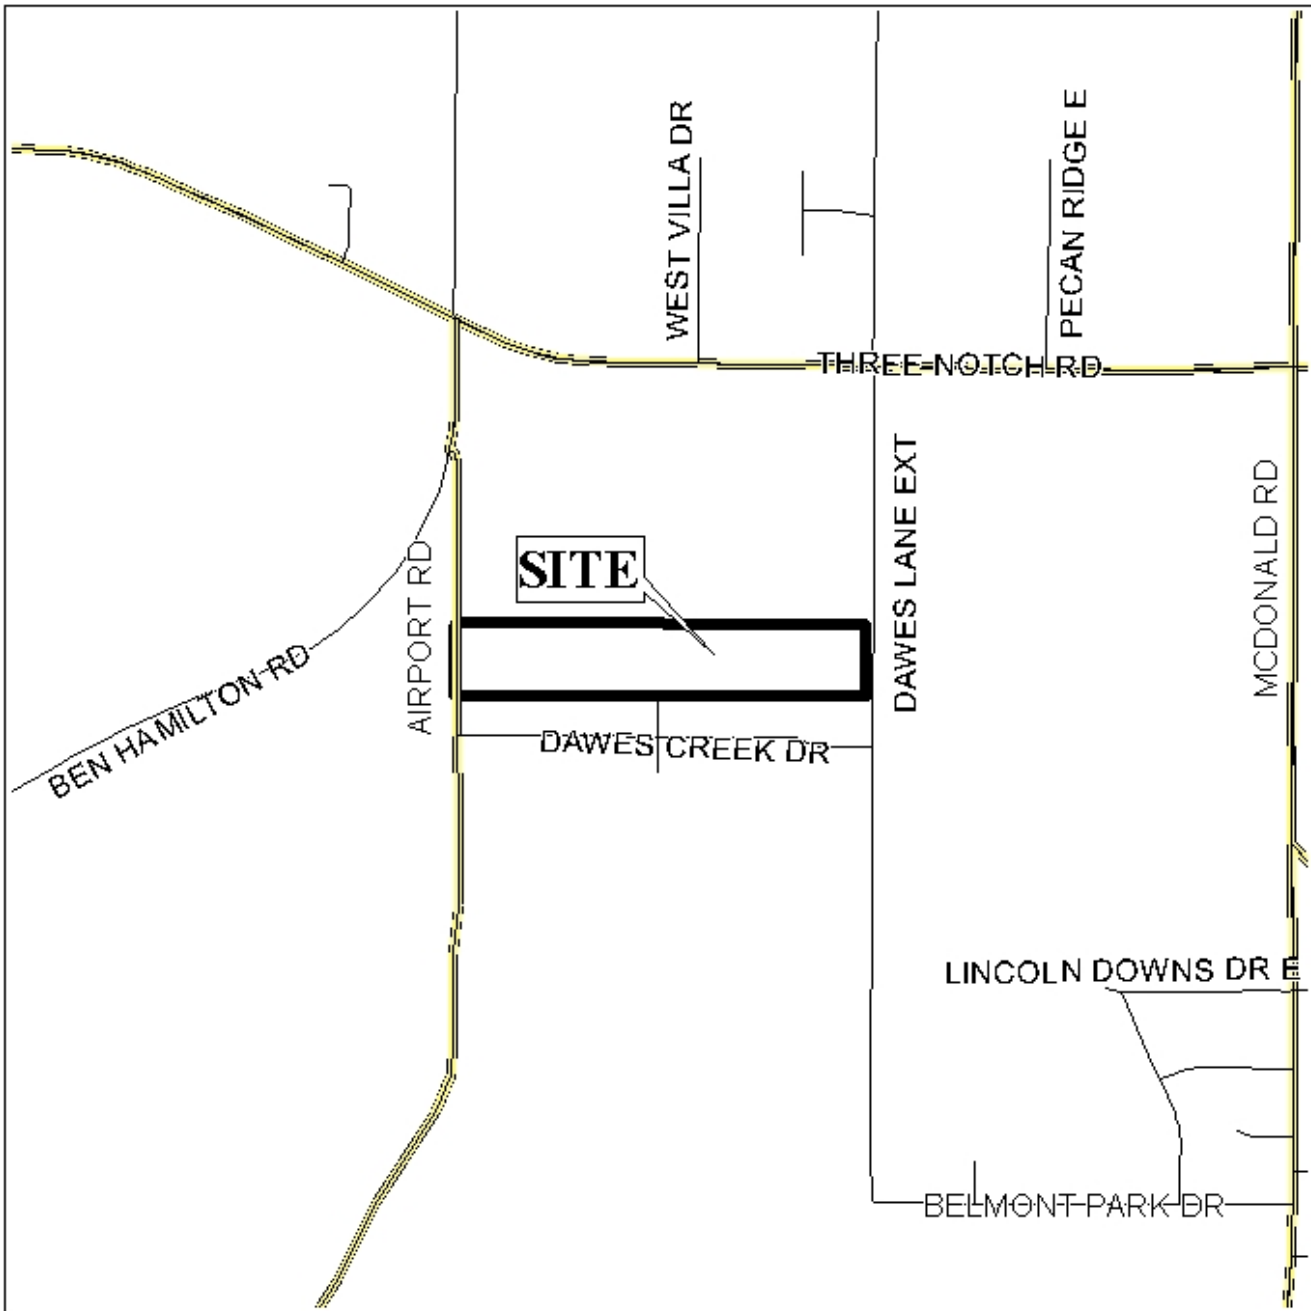 WEST VILLA DR
PECAN RIDGE E
THREE NOTCH RD
DAWES LANE EXT
MCDONALD RD
SITE
AIRPORT RD
BEN HAMILTON RD
DAWES CREEK DR
LINCOLN DOWNS DR E
BELMONT PARK DR